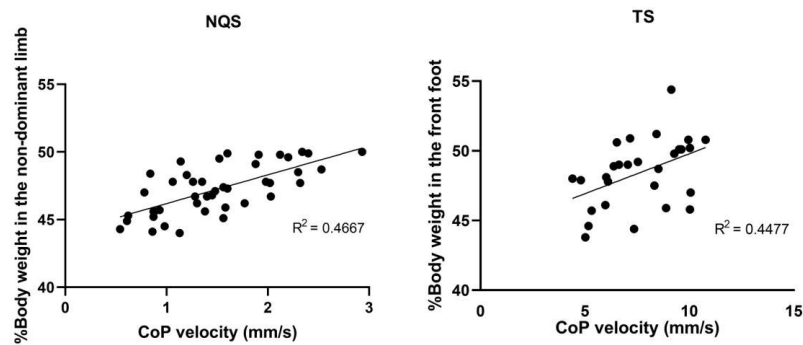 NQS
%Body weight in the non-dominant limb
55
50
45
40
0
1
2
3
CoP velocity (mm/s)
R² = 0.4667
TS
%Body weight in the front foot
55
50
45
40
0
5
10
15
CoP velocity (mm/s)
R² = 0.4477